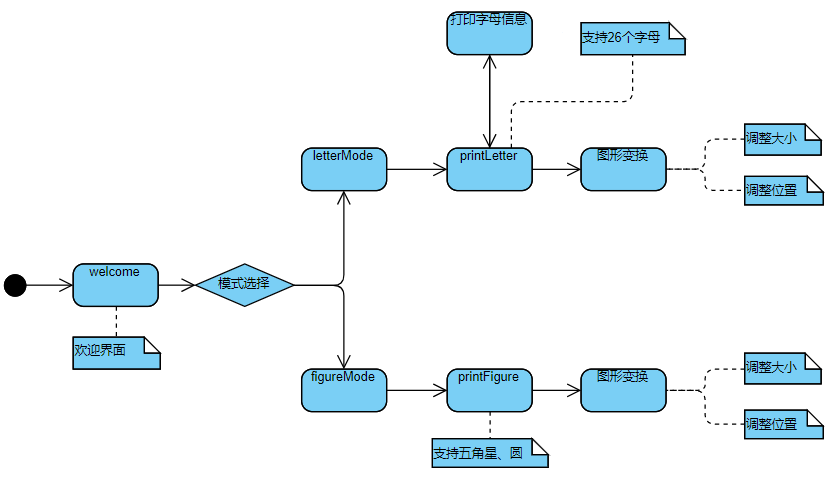 打印字母信息
支持26个字母
letterMode
printLetter
图形变换
调整大小
调整位置
welcome
模式选择
欢迎界面
figureMode
printFigure
图形变换
调整大小
调整位置
支持五角星、圆